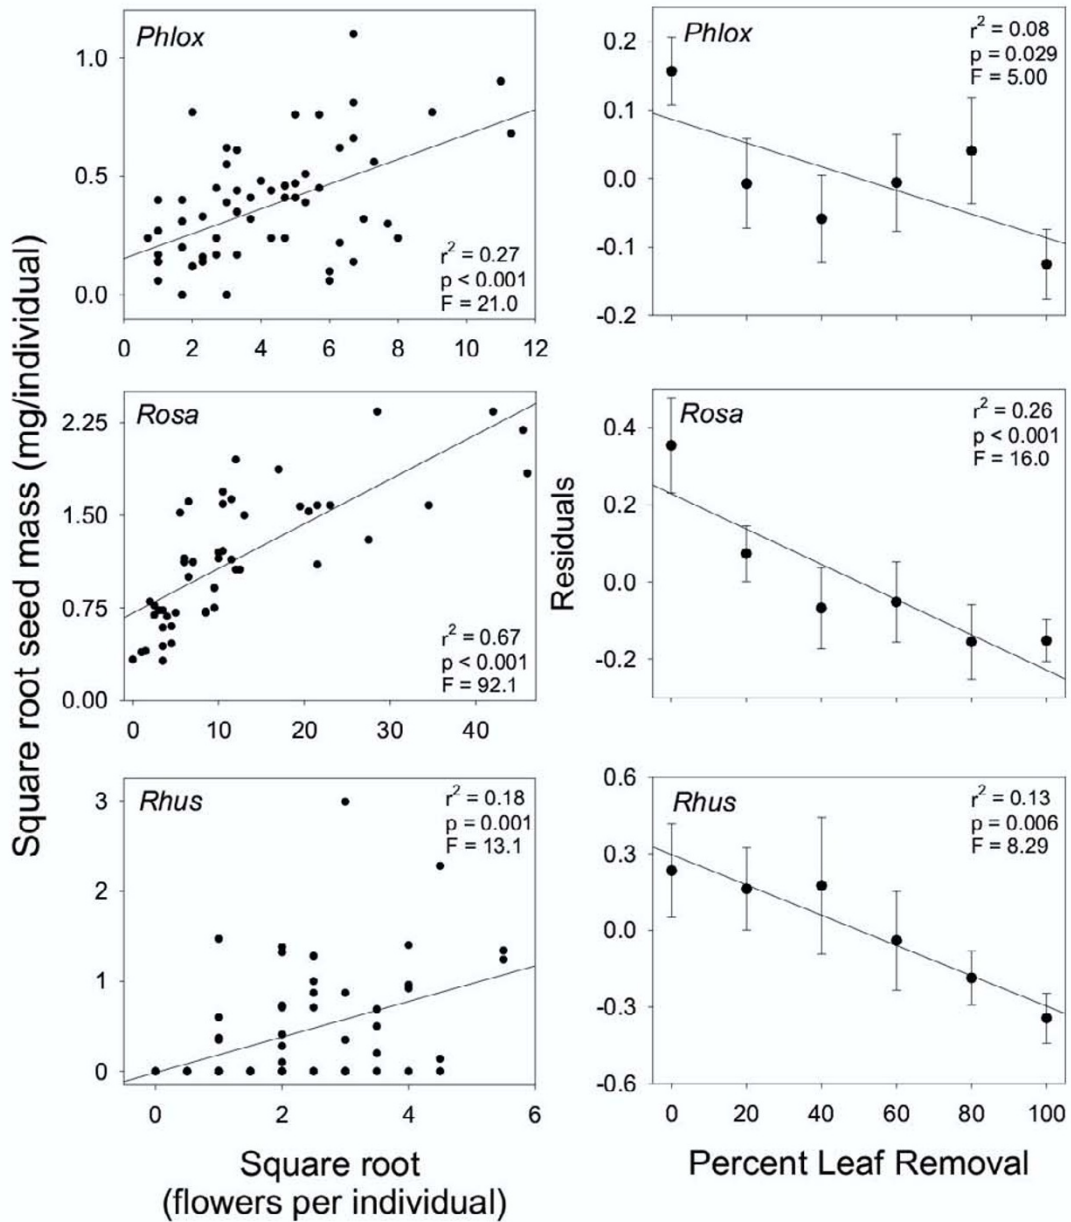 Square root seed mass (mg/individual)
Phlox
1.0
0.5
0.0
r² = 0.27
p < 0.001
F = 21.0
0 2 4 6 8 10 12
Rosa
2.25
1.50
0.75
0.00
r² = 0.67
p < 0.001
F = 92.1
0 10 20 30 40
Rhus
3
2
1
0
r² = 0.18
p = 0.001
F = 13.1
0 2 4 6
Square root
(flowers per individual)
Residuals
Phlox
0.2
0.1
0.0
-0.1
-0.2
r² = 0.08
p = 0.029
F = 5.00
Rosa
0.4
0.2
0.0
-0.2
r² = 0.26
p < 0.001
F = 16.0
Rhus
0.6
0.3
0.0
-0.3
-0.6
r² = 0.13
p = 0.006
F = 8.29
0 20 40 60 80 100
Percent Leaf Removal